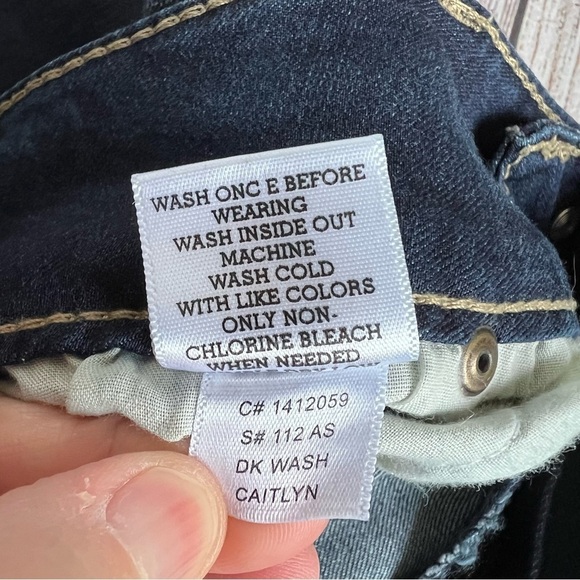 WASH ONC E BEFORE
WEARING
WASH INSIDE OUT
MACHINE
WASH COLD
WITH LIKE COLORS
ONLY NON-
CHLORINE BLEACH
WHEN NEEDED
C# 1412059
S# 112 AS
DK WASH
CAITLYN